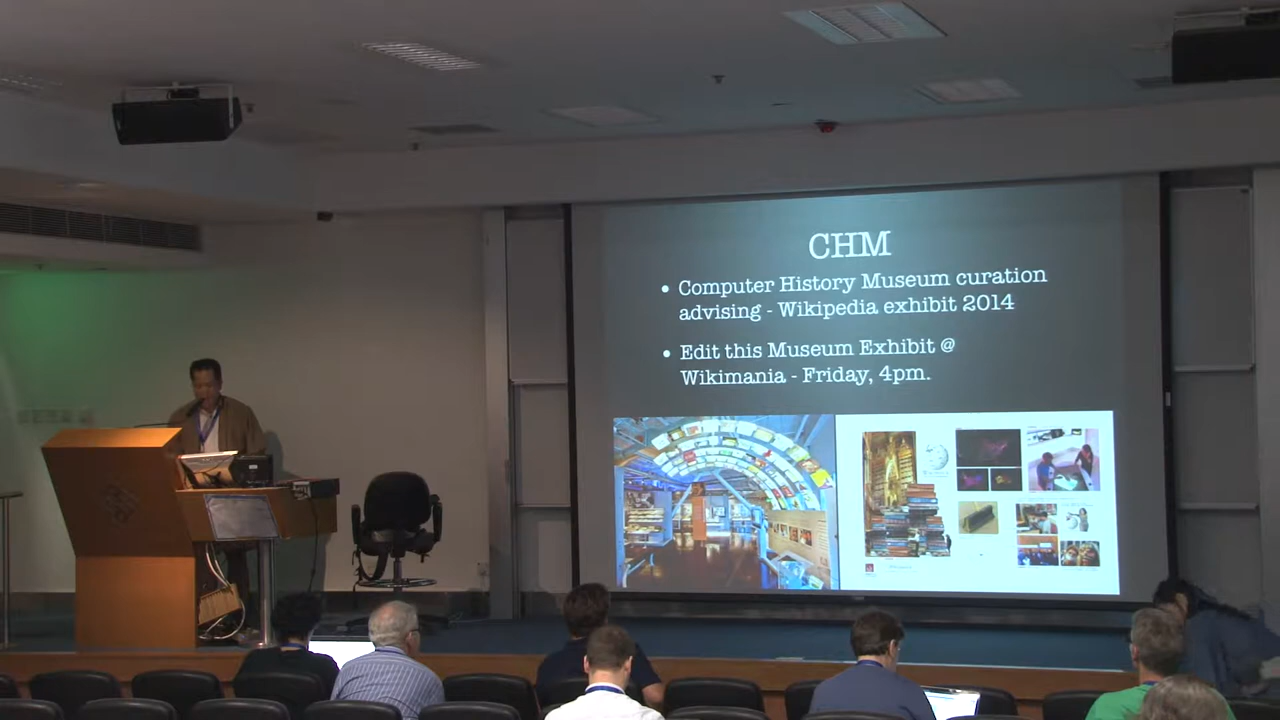 CHM
• Computer History Museum curation
advising - Wikipedia exhibit 2014
• Edit this Museum Exhibit @
Wikimania - Friday, 4pm.